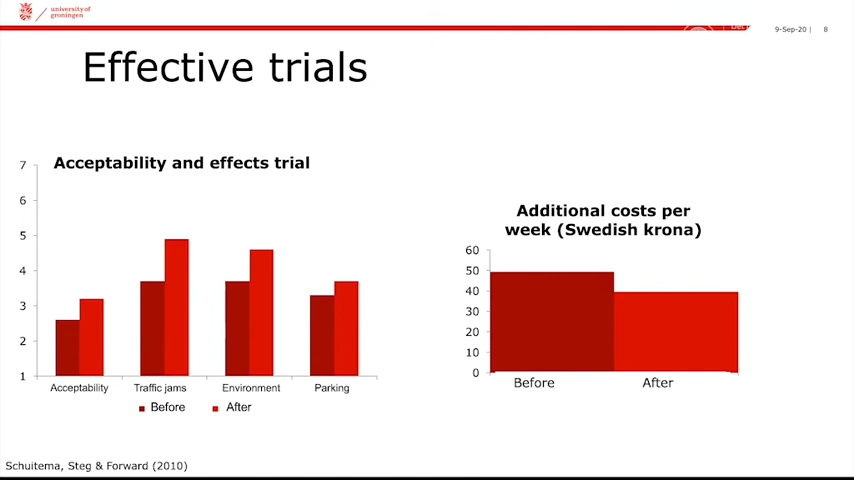 university of
groningen
9-Sep-20 | 8
Effective trials
Acceptability and effects trial
7
6
5
4
3
2
1
Acceptability Traffic jams Environment Parking
Before After
Additional costs per
week (Swedish krona)
60
50
40
30
20
10
0
Before After
Schuitema, Steg & Forward (2010)